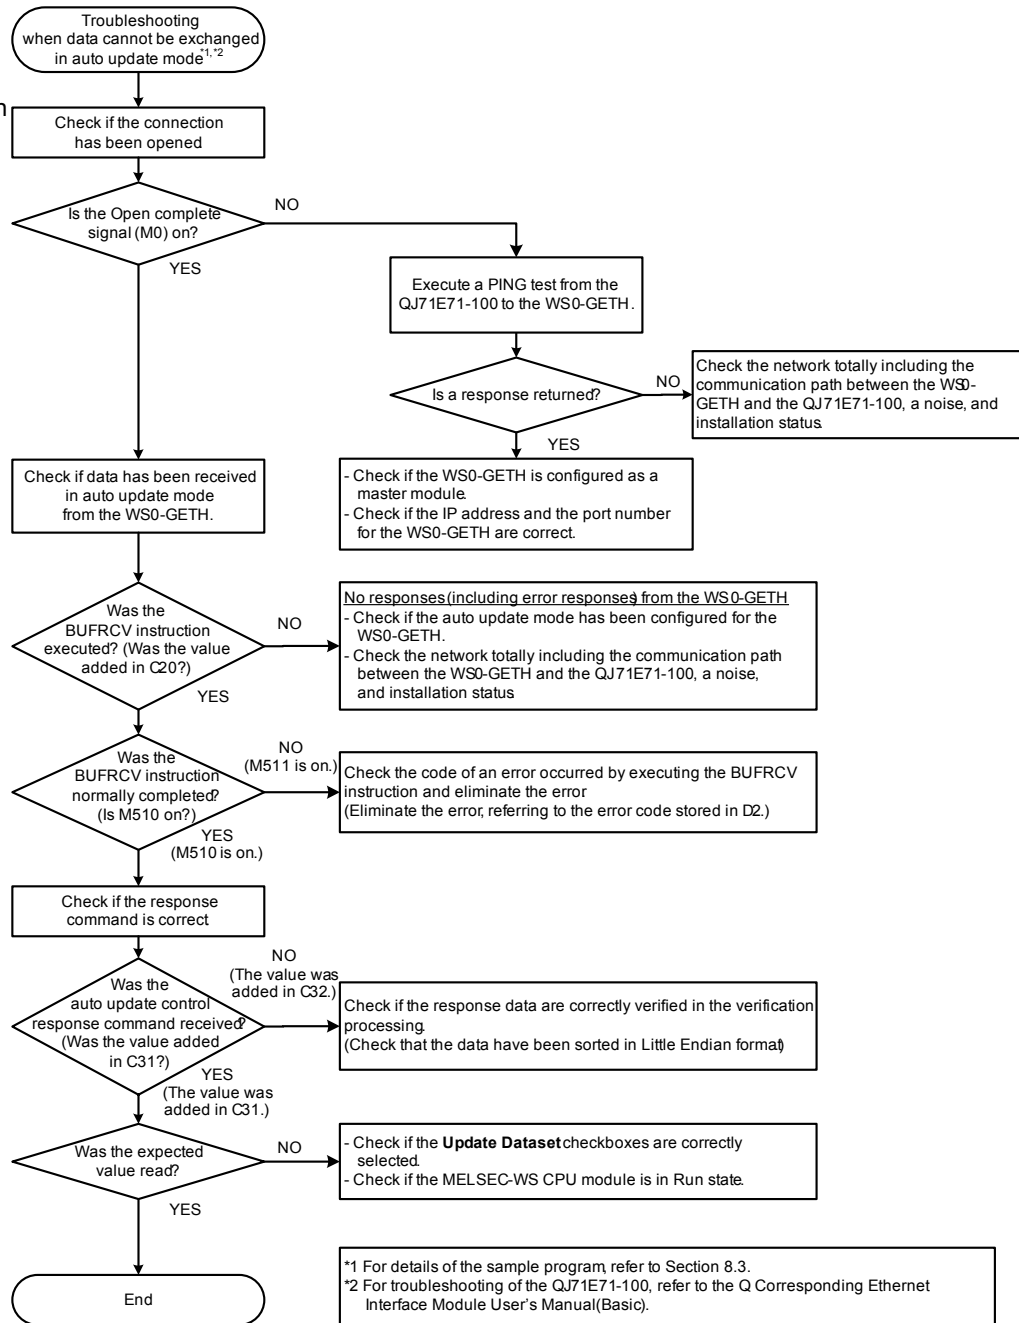 Troubleshooting
when data cannot be exchanged
in auto update mode*1,*2
n
Check if the connection
has been opened
Is the Open complete
signal (M0) on?
NO
YES
Execute a PING test from the
QJ71E71-100 to the WS0-GETH.
Is a response returned?
NO
Check the network totally including the
communication path between the WS0-
GETH and the QJ71E71-100, a noise, and
installation status.
YES
- Check if the WS0-GETH is configured as a
master module.
- Check if the IP address and the port number
for the WS0-GETH are correct.
Check if data has been received
in auto update mode
from the WS0-GETH.
Was the
BUFRCV instruction
executed? (Was the value
added in C20?)
NO
YES
No responses (including error responses) from the WS0-GETH
- Check if the auto update mode has been configured for the
WS0-GETH.
- Check the network totally including the communication path
between the WS0-GETH and the QJ71E71-100, a noise,
and installation status
Was the
BUFRCV instruction
normally completed?
(Is M510 on?)
NO
(M511 is on.)
YES
(M510 is on.)
Check the code of an error occurred by executing the BUFRCV
instruction and eliminate the error
(Eliminate the error, referring to the error code stored in D2.)
Check if the response
command is correct
Was the
auto update control
response command received?
(Was the value added
in C31?)
NO
(The value was
added in C32.)
YES
(The value was
added in C31.)
Check if the response data are correctly verified in the verification
processing.
(Check that the data have been sorted in Little Endian format)
Was the expected
value read?
NO
YES
- Check if the Update Dataset checkboxes are correctly
selected.
- Check if the MELSEC-WS CPU module is in Run state.
End
*1 For details of the sample program, refer to Section 8.3.
*2 For troubleshooting of the QJ71E71-100, refer to the Q Corresponding Ethernet
Interface Module User's Manual(Basic).